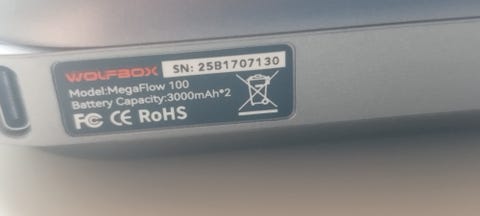 WOLFBOX SN: 25B1707130
Model:MegaFlow 100
Battery Capacity:3000mAh*2
FC CE RoHS